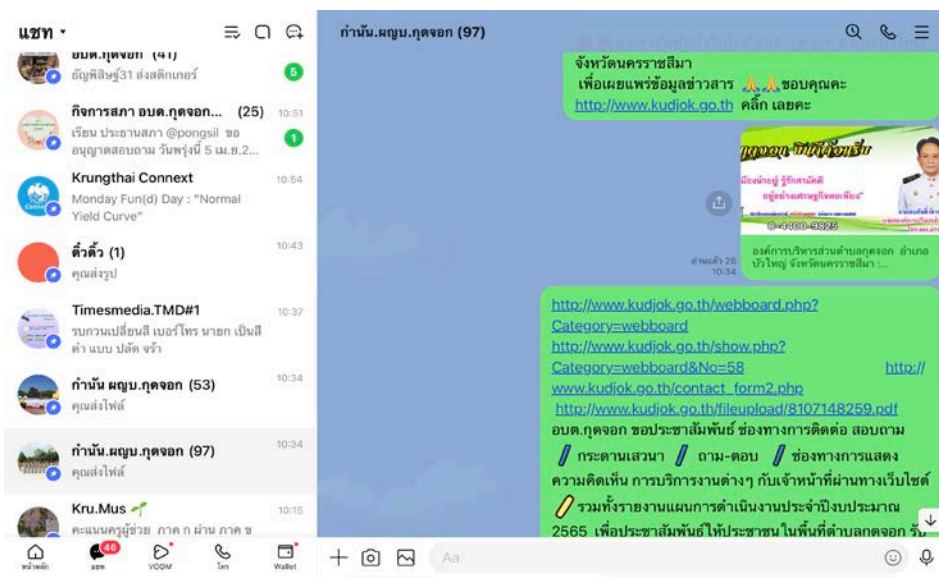 แชท
อบต.กุดจอก (41)
ธัญพิสิษฐ์31 ส่งสติกเกอร์
5
กิจการสภา อบต.กุดจอก... (25)
10:51
เรียน ประธานสภา @pongsil ขอ
อนุญาตสอบถาม วันพรุ่งนี้ 5 เม.ย.2...
1
Krungthai Connext
10:54
Monday Fun(d) Day : "Normal
Yield Curve"
ติ๋วติ้ว (1)
10:43
คุณส่งรูป
Timesmedia.TMD#1
10:37
รบกวนเปลี่ยนสี เบอร์โทร นายก เป็นสี
ดำ แบบ ปลัด จร้า
กำนัน ผญบ.กุดจอก (53)
10:34
คุณส่งไฟล์
กำนัน.ผญบ.กุดจอก (97)
10:34
คุณส่งไฟล์
Kru.Mus
10:15
คะแนนครูผู้ช่วย ภาค ก ผ่าน ภาค ข
46
หน้าหลัก
แชท
VOOM
โทร
Wallet
กำนัน.ผญบ.กุดจอก (97)
จังหวัดนครราชสีมา
เพื่อเผยแพร่ข้อมูลข่าวสาร 🙏🙏ขอบคุณคะ
http://www.kudjok.go.th คลิ๊ก เลยคะ
8-4400-9825
องค์การบริหารส่วนตำบลกุดจอก อำเภอ
บัวใหญ่ จังหวัดนครราชสีมา :...
อ่านแล้ว 26
10:34
http://www.kudjok.go.th/webboard.php?
Category=webboard
http://www.kudjok.go.th/show.php?
Category=webboard&No=58 http://
www.kudjok.go.th/contact_form2.php
http://www.kudjok.go.th/fileupload/8107148259.pdf
อบต.กุดจอก ขอประชาสัมพันธ์ ช่องทางการติดต่อ สอบถาม
กระดานเสวนา ถาม-ตอบ ช่องทางการแสดง
ความคิดเห็น การบริการงานต่างๆ กับเจ้าหน้าที่ผ่านทางเว็บไซต์
รวมทั้งรายงานแผนการดำเนินงานประจำปีงบประมาณ
2565 เพื่อประชาสัมพันธ์ให้ประชาชนในพื้นที่ตำบลกุดจอก รับ
Aa